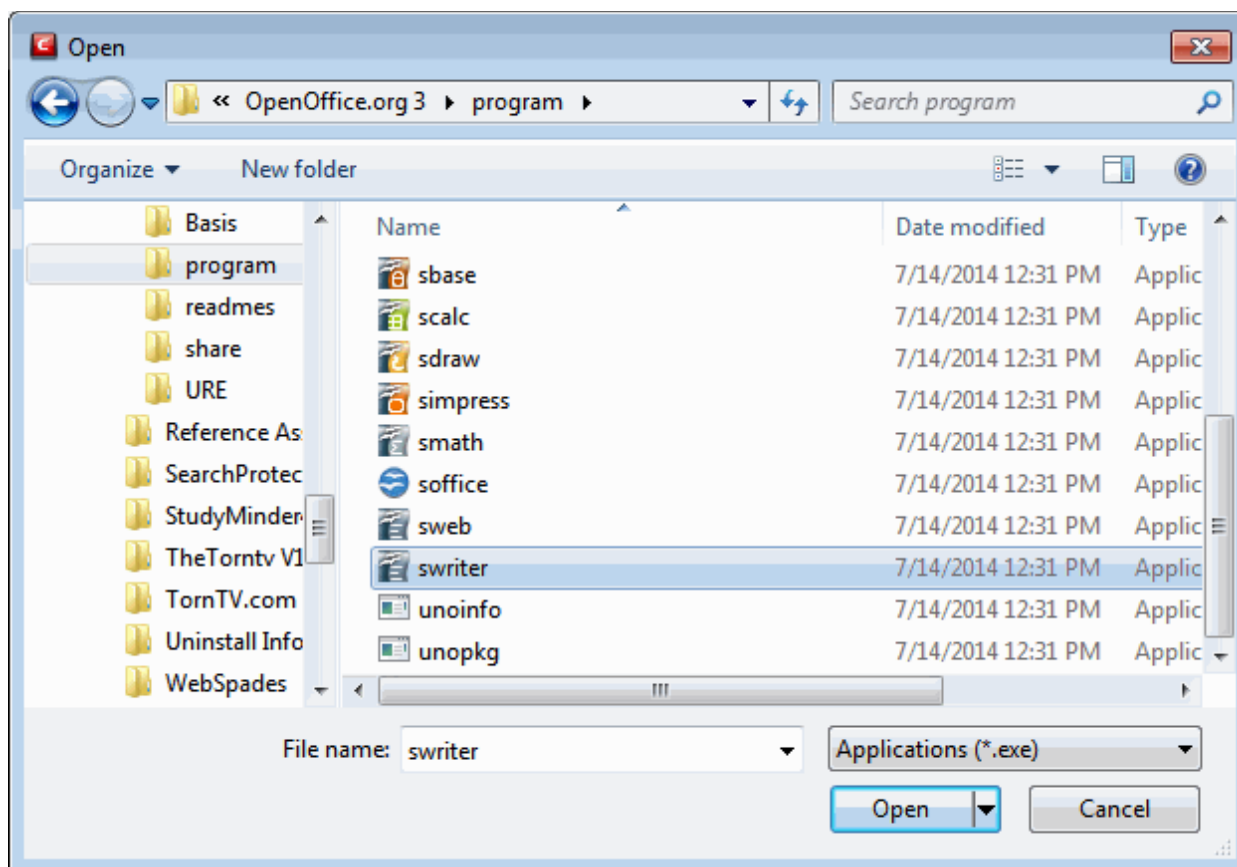 Open
« OpenOffice.org 3 ▸ program ▸ Search program
Organize New folder
Name Date modified Type
Basis
program
readmes
share
URE
Reference As
SearchProtec
StudyMinder
TheTorntv V1
TornTV.com
Uninstall Info
WebSpades
sbase 7/14/2014 12:31 PM Applic
scalc 7/14/2014 12:31 PM Applic
sdraw 7/14/2014 12:31 PM Applic
simpress 7/14/2014 12:31 PM Applic
smath 7/14/2014 12:31 PM Applic
soffice 7/14/2014 12:31 PM Applic
sweb 7/14/2014 12:31 PM Applic
swriter 7/14/2014 12:31 PM Applic
unoinfo 7/14/2014 12:31 PM Applic
unopkg 7/14/2014 12:31 PM Applic
File name: swriter Applications (*.exe)
Open Cancel